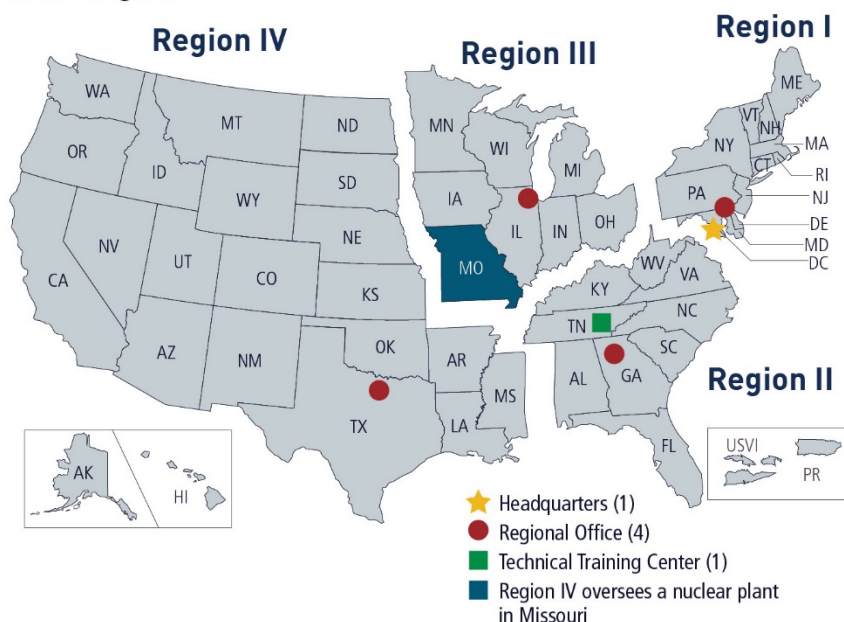 Region IV
Region III
Region I
WA
MT
ND
MN
ME
VT
NH
OR
ID
SD
WI
MI
NY
MA
CT
RI
WY
IA
PA
NJ
NV
NE
IL
IN
OH
DE
MD
DC
CA
UT
CO
KS
MO
WV
VA
KY
AZ
NM
OK
AR
TN
NC
SC
TX
LA
MS
AL
GA
Region II
FL
AK
HI
USVI
PR
Headquarters (1)
Regional Office (4)
Technical Training Center (1)
Region IV oversees a nuclear plant
in Missouri